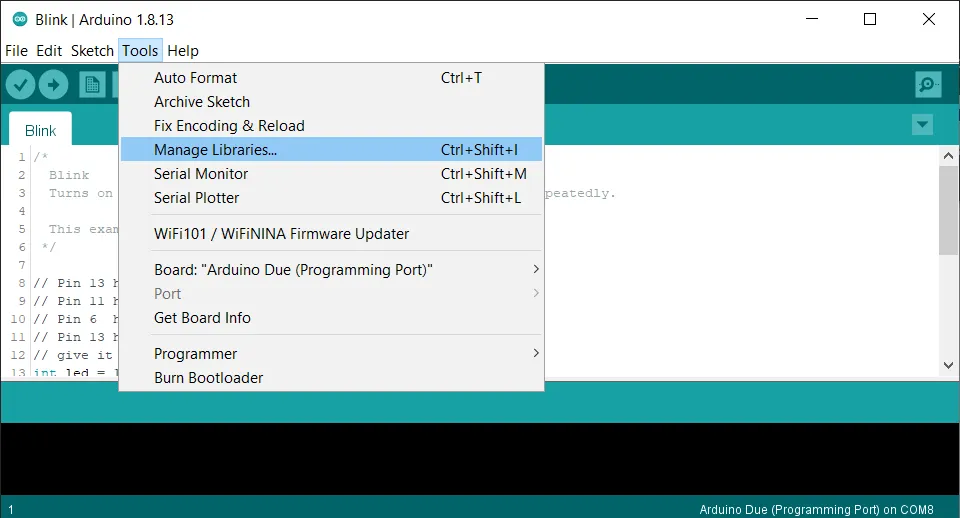 Blink | Arduino 1.8.13
File Edit Sketch Tools Help
Auto Format Ctrl+T
Archive Sketch
Fix Encoding & Reload
Manage Libraries... Ctrl+Shift+I
Serial Monitor Ctrl+Shift+M
Serial Plotter Ctrl+Shift+L
WiFi101 / WiFiNINA Firmware Updater
Board: "Arduino Due (Programming Port)"
Port
Get Board Info
Programmer
Burn Bootloader
Blink
1 /*
2 Blink
3 Turns on peatedly.
4
5 This exam
6 */
7
8 // Pin 13 h
9 // Pin 11 h
10 // Pin 6 h
11 // Pin 13 h
12 // give it
13 int led =
1
Arduino Due (Programming Port) on COM8